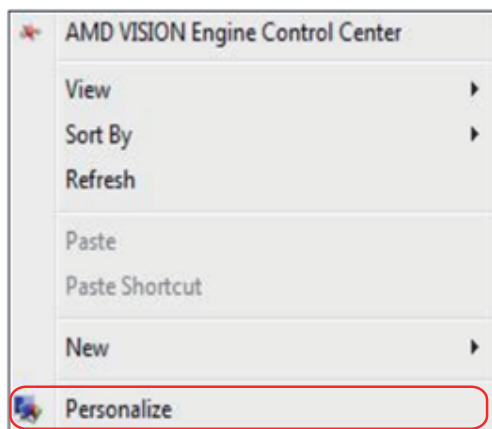 AMD VISION Engine Control Center
View
Sort By
Refresh
Paste
Paste Shortcut
New
Personalize